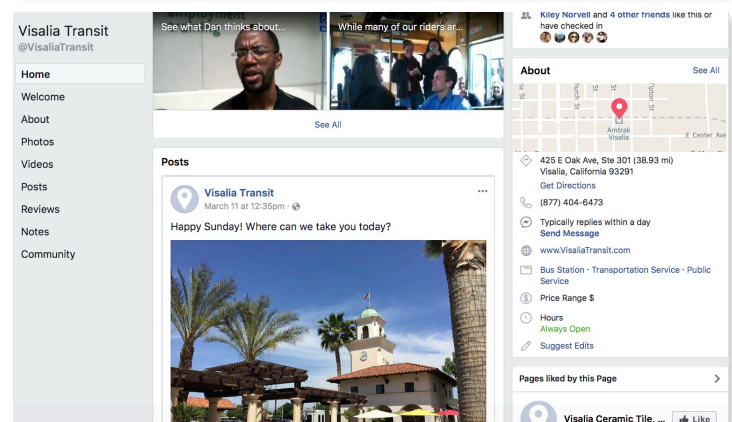 Visalia Transit
@VisaliaTransit
Home
Welcome
About
Photos
Videos
Posts
Reviews
Notes
Community
employment
See what Dan thinks about...
While many of our riders ar...
See All
Posts
Visalia Transit
March 11 at 12:35pm ·
Happy Sunday! Where can we take you today?
Kiley Norvell and 4 other friends like this or
have checked in
About
See All
Amtrak
Visalia
E Center Ave
425 E Oak Ave, Ste 301 (38.93 mi)
Visalia, California 93291
Get Directions
(877) 404-6473
Typically replies within a day
Send Message
www.VisaliaTransit.com
Bus Station · Transportation Service · Public
Service
Price Range $
Hours
Always Open
Suggest Edits
Pages liked by this Page
Visalia Ceramic Tile, ...
Like